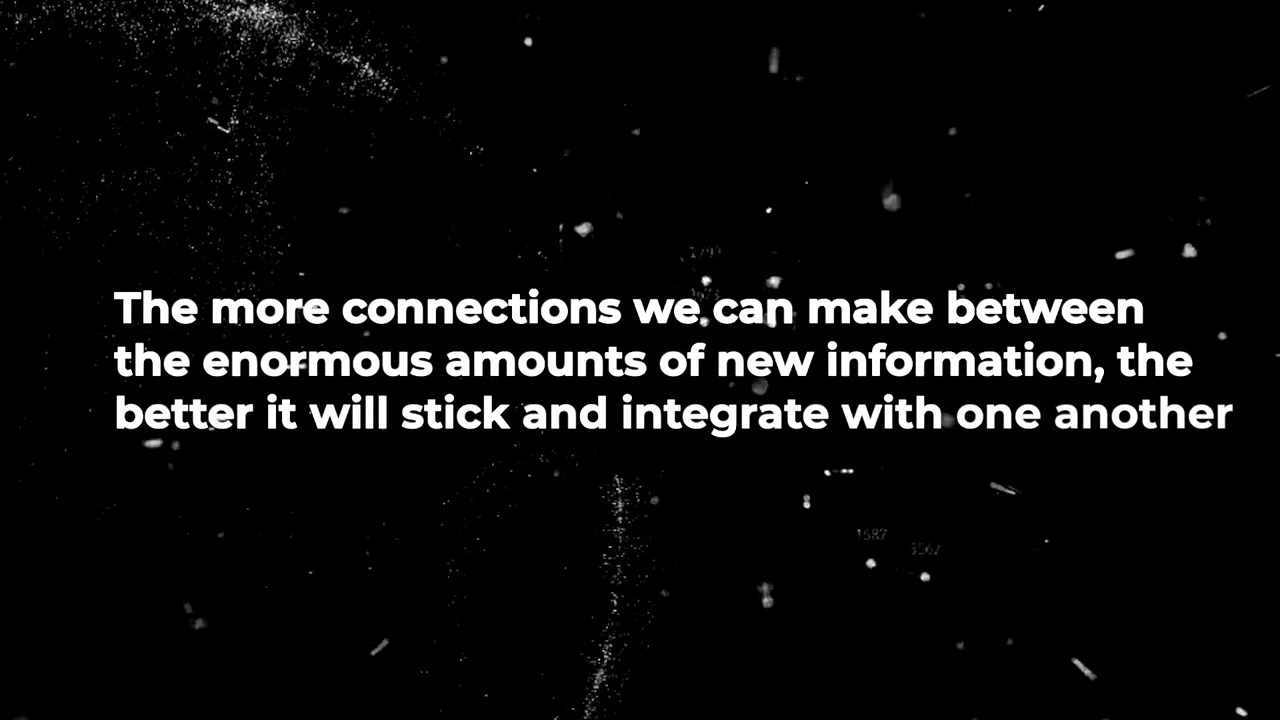 The more connections we can make between
the enormous amounts of new information, the
better it will stick and integrate with one another
1687